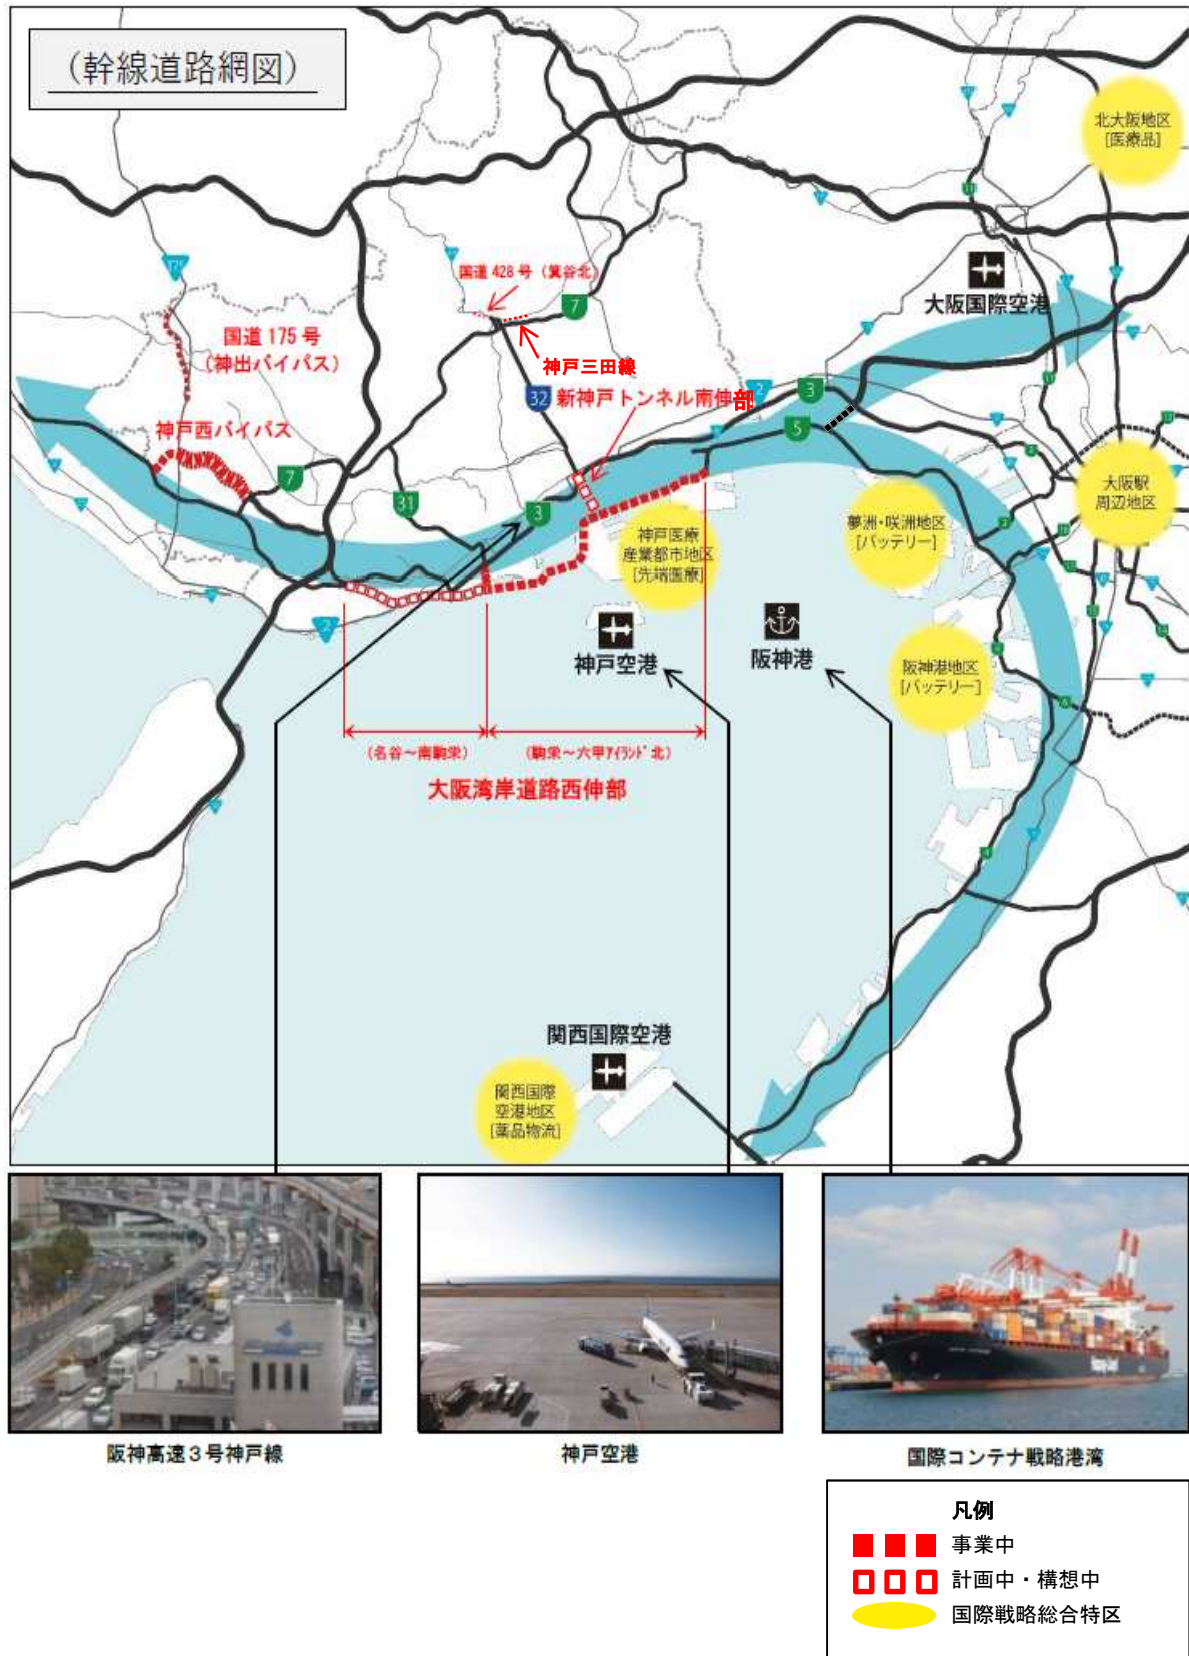 (幹線道路網図)
北大阪地区
[医療品]
175
国道 428 号 (箕谷北)
7
大阪国際空港
国道 175 号
(神出バイパス)
神戸三田線
32
新神戸トンネル南伸部
2
3
5
神戸西バイパス
7
31
3
大阪駅
周辺地区
夢洲・咲洲地区
[バッテリー]
神戸医療
産業都市地区
[先端医療]
2
神戸空港
阪神港
阪神港地区
[バッテリー]
(名谷～南駒栄)
(駒栄～六甲ｱｲﾗﾝﾄﾞ北)
大阪湾岸道路西伸部
関西国際空港
関西国際
空港地区
[薬品物流]
阪神高速3号神戸線
神戸空港
国際コンテナ戦略港湾
凡例
事業中
計画中・構想中
国際戦略総合特区